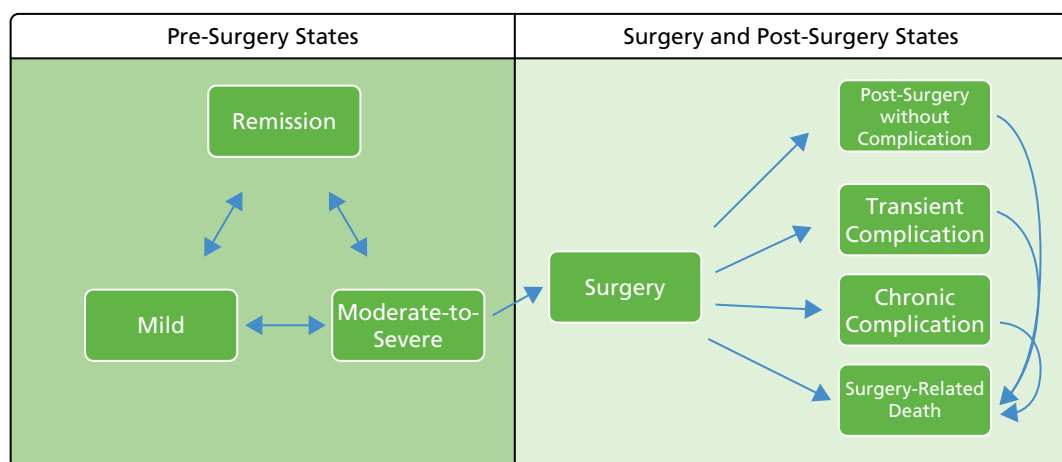 Pre-Surgery States
Surgery and Post-Surgery States
Remission
Mild
Moderate-to-
Severe
Surgery
Post-Surgery
without
Complication
Transient
Complication
Chronic
Complication
Surgery-Related
Death